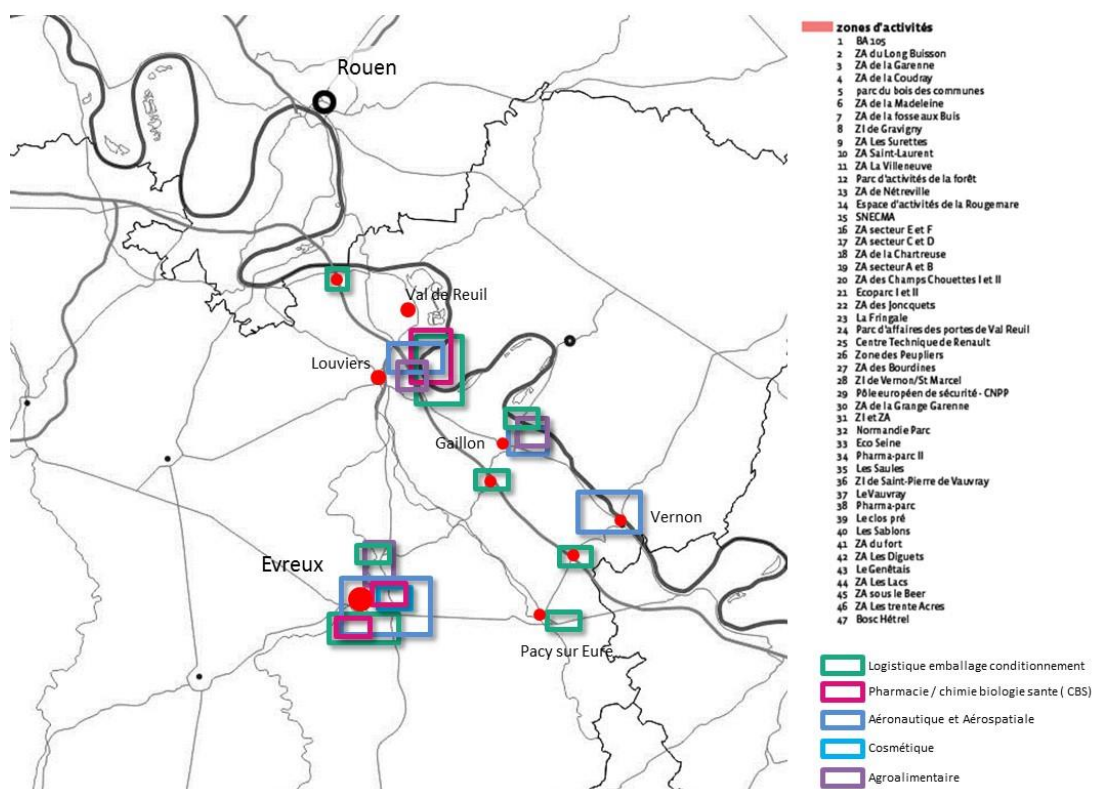 Rouen
Val de Reuil
Louviers
Gaillon
Vernon
Evreux
Pacy sur Eure
zones d'activités
1 BA 105
2 ZA du Long Buisson
3 ZA de la Garenne
4 ZA de la Coudray
5 parc du bois des communes
6 ZA de la Madeleine
7 ZA de la fosse aux Buis
8 ZI de Gravigny
9 ZA Les Surettes
10 ZA Saint-Laurent
11 ZA La Villeneuve
12 Parc d'activités de la forêt
13 ZA de Nétreville
14 Espace d'activités de la Rougemare
15 SNECMA
16 ZA secteur E et F
17 ZA secteur C et D
18 ZA de la Chartreuse
19 ZA secteur A et B
20 ZA des Champs Chouettes I et II
21 Ecoparc I et II
22 ZA des Joncquets
23 La Fringale
24 Parc d'affaires des portes de Val Reuil
25 Centre Technique de Renault
26 Zone des Peupliers
27 ZA des Bourdines
28 ZI de Vernon/St Marcel
29 Pôle européen de sécurité - CNPP
30 ZA de la Grange Garenne
31 ZI et ZA
32 Normandie Parc
33 Eco Seine
34 Pharma-parc II
35 Les Saules
36 ZI de Saint-Pierre de Vauvray
37 Le Vauvray
38 Pharma-parc
39 Le clos pré
40 Les Sablons
41 ZA du fort
42 ZA Les Diguets
43 Le Genêtais
44 ZA Les Lacs
45 ZA sous le Beer
46 ZA Les trente Acres
47 Bosc Hétrel
Logistique emballage conditionnement
Pharmacie / chimie biologie sante ( CBS)
Aéronautique et Aérospatiale
Cosmétique
Agroalimentaire